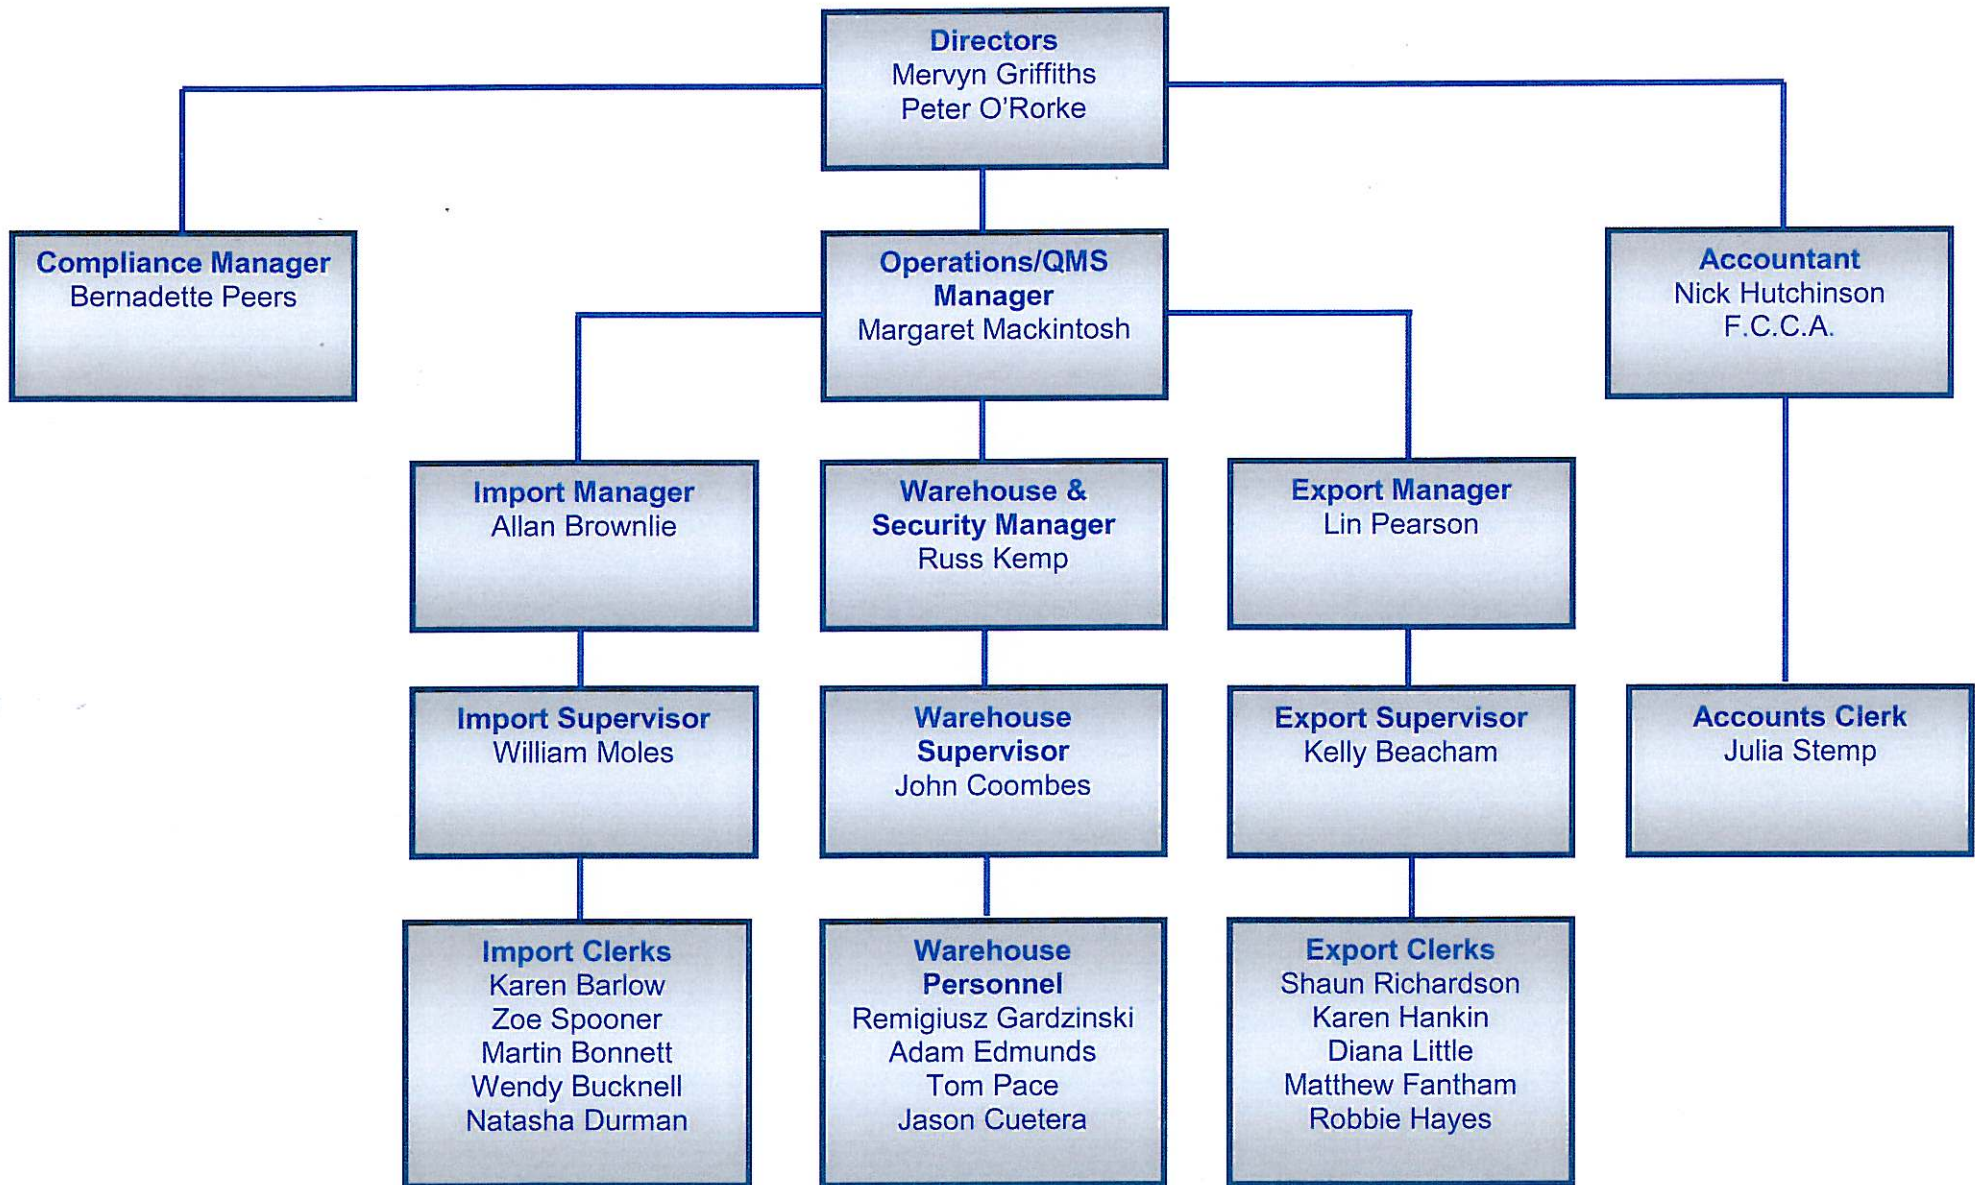 Directors
Mervyn Griffiths
Peter O'Rorke
Compliance Manager
Bernadette Peers
Operations/QMS
Manager
Margaret Mackintosh
Accountant
Nick Hutchinson
F.C.C.A.
Import Manager
Allan Brownlie
Warehouse &
Security Manager
Russ Kemp
Export Manager
Lin Pearson
Import Supervisor
William Moles
Warehouse
Supervisor
John Coombes
Export Supervisor
Kelly Beacham
Accounts Clerk
Julia Stemp
Import Clerks
Karen Barlow
Zoe Spooner
Martin Bonnett
Wendy Bucknell
Natasha Durman
Warehouse
Personnel
Remigiusz Gardzinski
Adam Edmunds
Tom Pace
Jason Cuetera
Export Clerks
Shaun Richardson
Karen Hankin
Diana Little
Matthew Fantham
Robbie Hayes